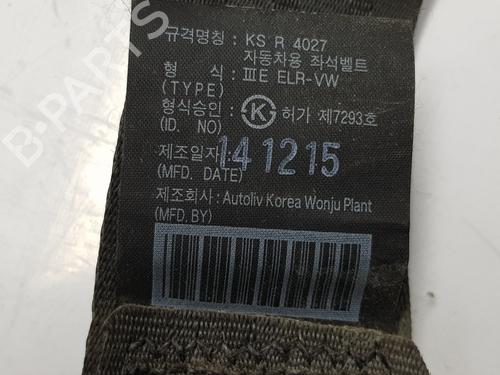 규격명칭 : KS R 4027
자동차용 좌석벨트
형 식 : ⅢE ELR-VW
(TYPE)
형식승인 : K 허가 제7293호
(ID. NO)
제조일자 : 14 12 15
(MFD. DATE)
제조회사 : Autoliv Korea Wonju Plant
(MFD. BY)
B-PARTS